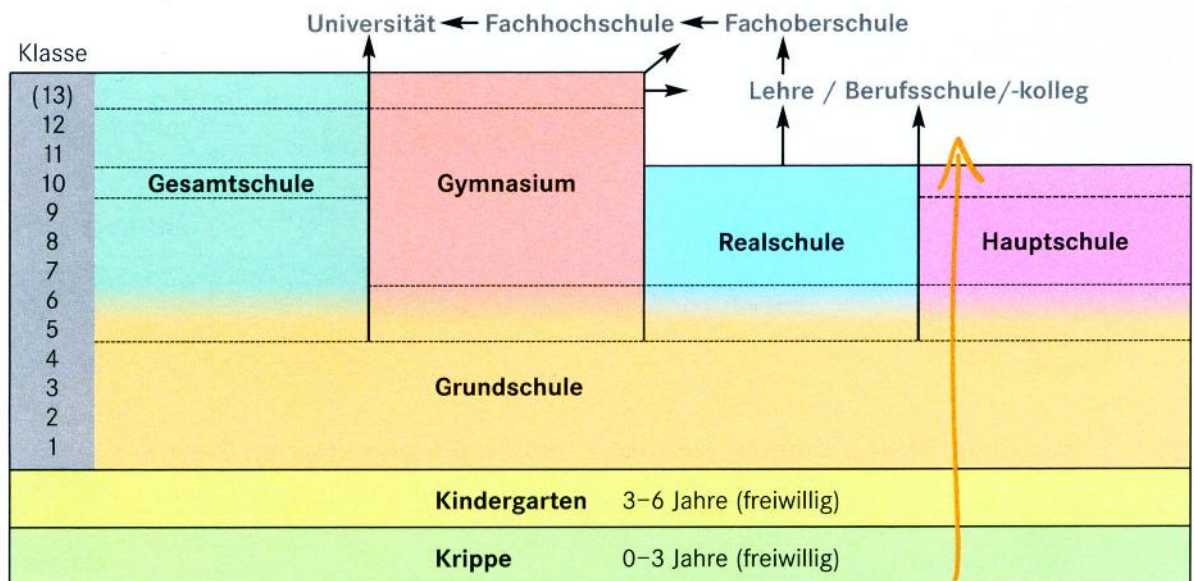 Universität Fachhochschule Fachoberschule
Klasse
(13)
Lehre / Berufsschule/-kolleg
12
11
10
Gesamtschule
Gymnasium
9
8
Realschule
Hauptschule
7
6
5
4
3
Grundschule
2
1
Kindergarten 3–6 Jahre (freiwillig)
Krippe 0–3 Jahre (freiwillig)